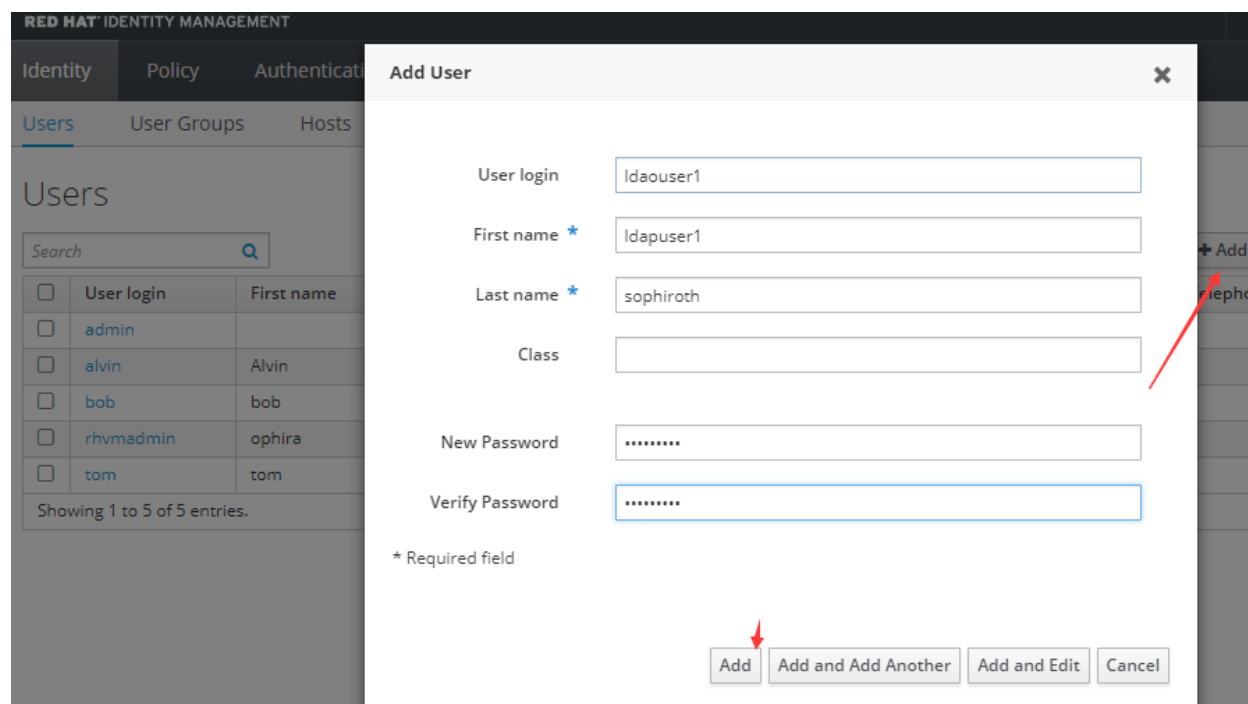 RED HAT IDENTITY MANAGEMENT
Identity Policy Authenticati
Users User Groups Hosts
Users
Search
+ Add
User login First name elepho
admin
alvin Alvin
bob bob
rhvmadmin ophira
tom tom
Showing 1 to 5 of 5 entries.
Add User
User login ldaouser1
First name * ldapuser1
Last name * sophiroth
Class
New Password •••••••••
Verify Password •••••••••
* Required field
Add Add and Add Another Add and Edit Cancel